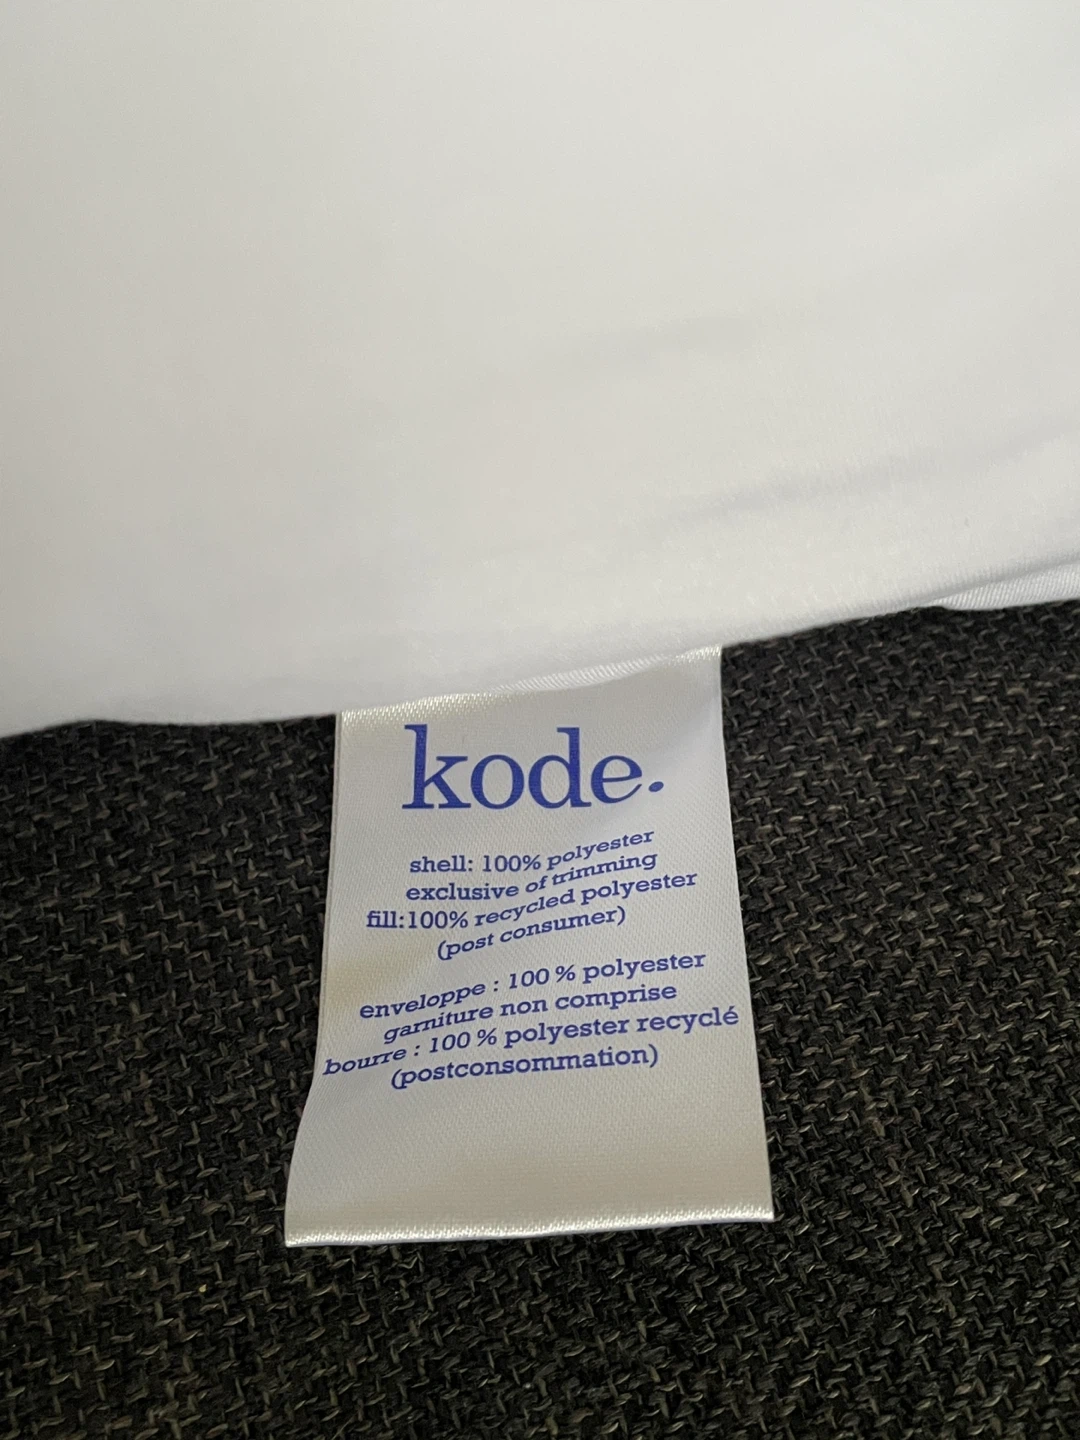 kode.
shell: 100% polyester
exclusive of trimming
fill:100% recycled polyester
(post consumer)
enveloppe : 100 % polyester
garniture non comprise
bourre : 100 % polyester recyclé
(postconsommation)